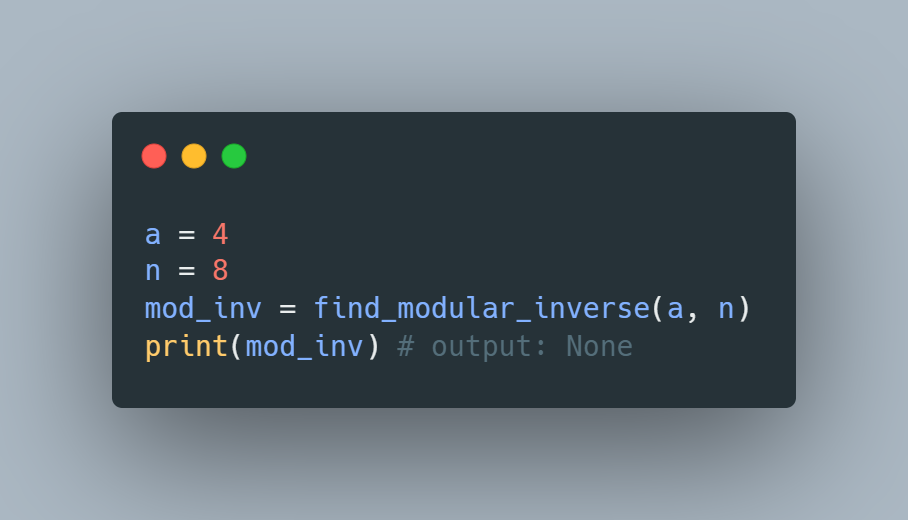 a = 4
n = 8
mod_inv = find_modular_inverse(a, n)
print(mod_inv) # output: None